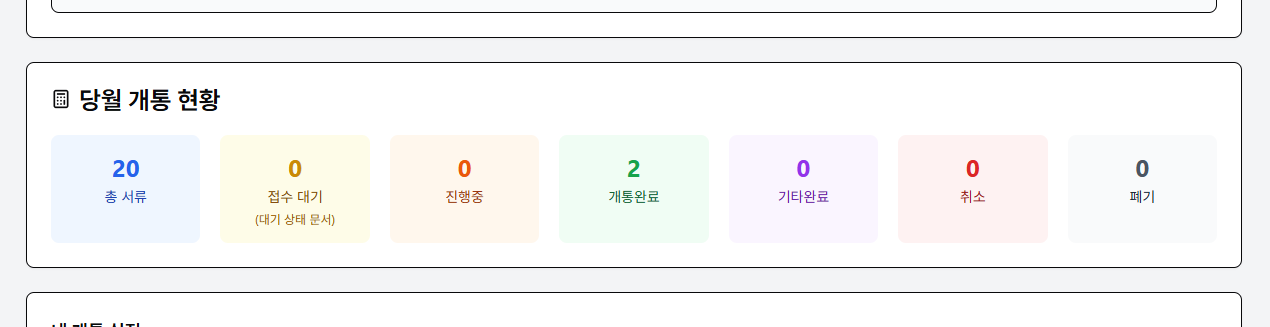 당월 개통 현황
20
총 서류
0
접수 대기
(대기 상태 문서)
0
진행중
2
개통완료
0
기타완료
0
취소
0
폐기